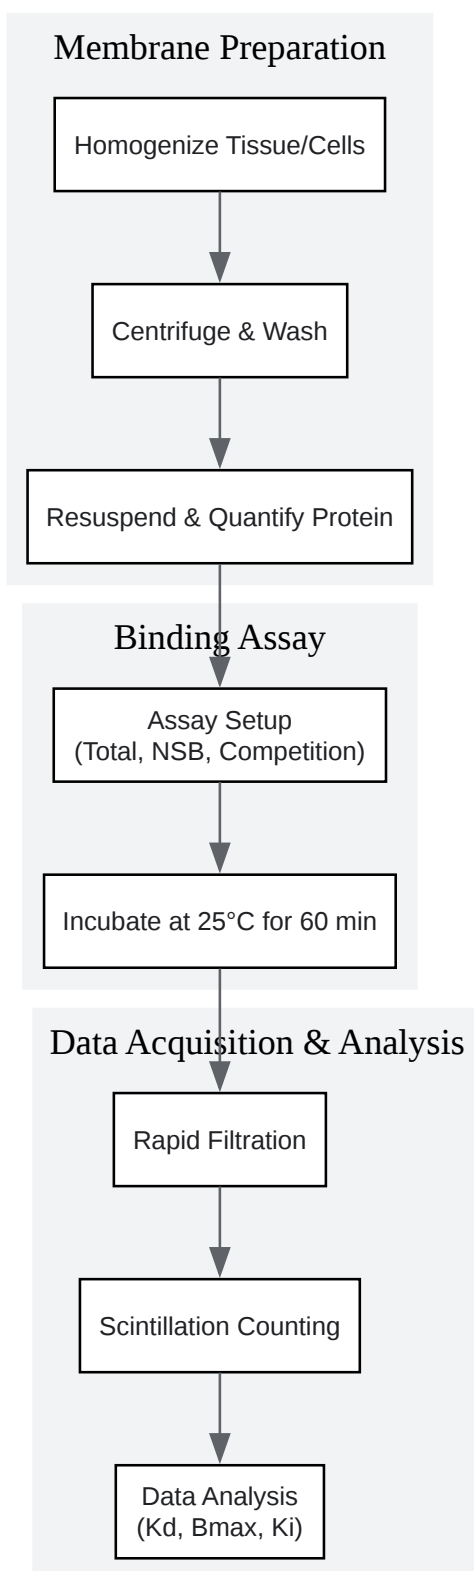 Membrane Preparation
Homogenize Tissue/Cells
Centrifuge & Wash
Resuspend & Quantify Protein
Binding Assay
Assay Setup
(Total, NSB, Competition)
Incubate at 25°C for 60 min
Data Acquisition & Analysis
Rapid Filtration
Scintillation Counting
Data Analysis
(Kd, Bmax, Ki)